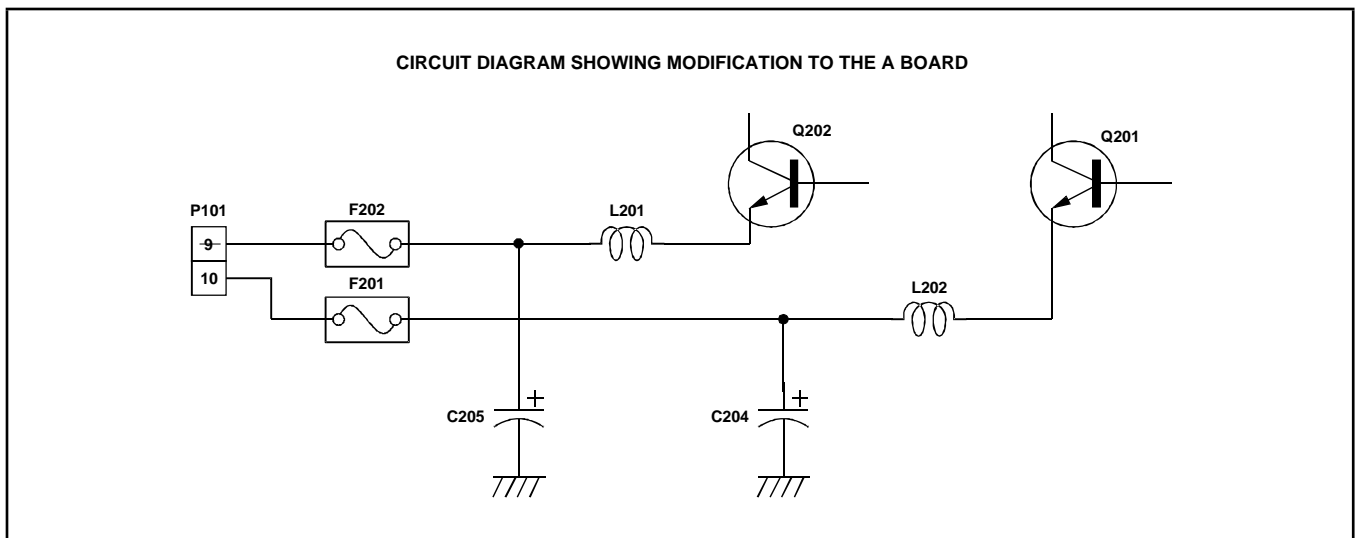 CIRCUIT DIAGRAM SHOWING MODIFICATION TO THE A BOARD
Q202
Q201
P101
F202
L201
9
10
F201
L202
+
+
C205
C204